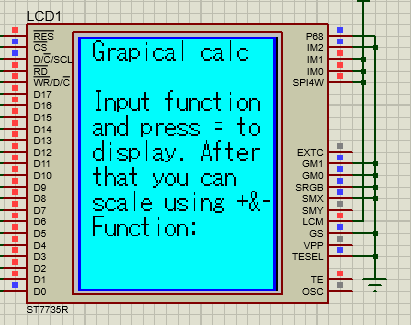 LCD1
Grapical calc
Input function
and press = to
display. After
that you can
scale using +&-
Function:
RES
CS
D/C/SCL
RD
WR/D/C
D17
D16
D15
D14
D13
D12
D11
D10
D9
D8
D7
D6
D5
D4
D3
D2
D1
D0
P68
IM2
IM1
IM0
SPI4W
EXTC
GM1
GM0
SRGB
SMX
SMY
LCM
GS
VPP
TESEL
TE
OSC
ST7735R